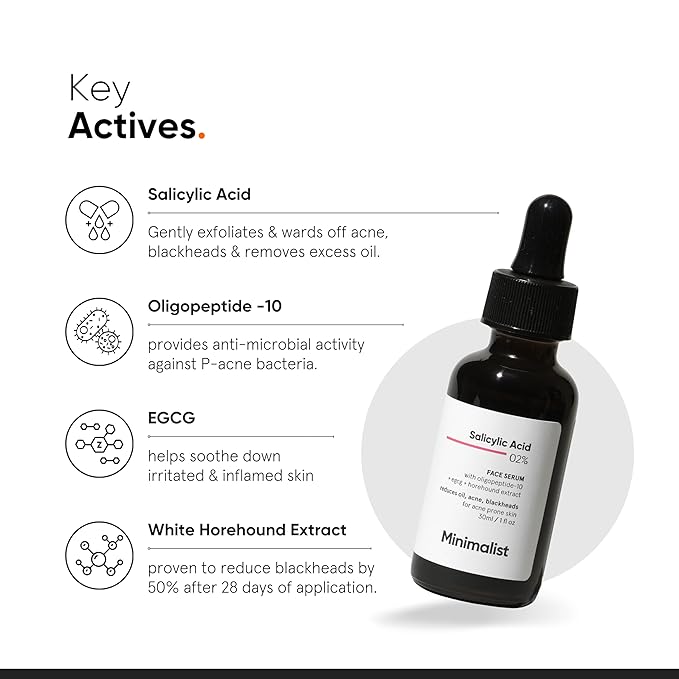 Key
Actives.
Salicylic Acid
Gently exfoliates & wards off acne,
blackheads & removes excess oil.
Oligopeptide -10
provides anti-microbial activity
against P-acne bacteria.
EGCG
helps soothe down
irritated & inflamed skin
White Horehound Extract
proven to reduce blackheads by
50% after 28 days of application.
Z
Salicylic Acid
02%
FACE SERUM
with oligopeptide-10
+ egcg + horehound extract
reduces oil, acne, blackheads
for acne prone skin
30ml / 1 fl oz
Minimalist